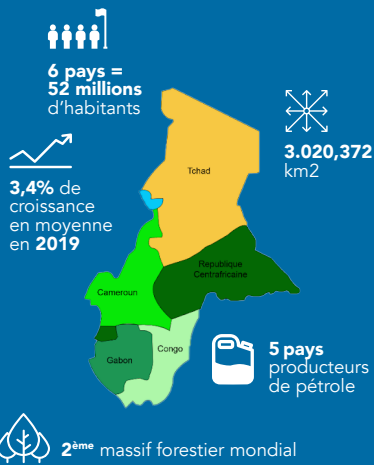 6 pays =
52 millions
d’habitants
3.020,372
km2
3,4% de
croissance
en moyenne
en 2019
Tchad
Republique
Centrafricaine
Cameroun
Congo
Gabon
5 pays
producteurs
de pétrole
2ème massif forestier mondial